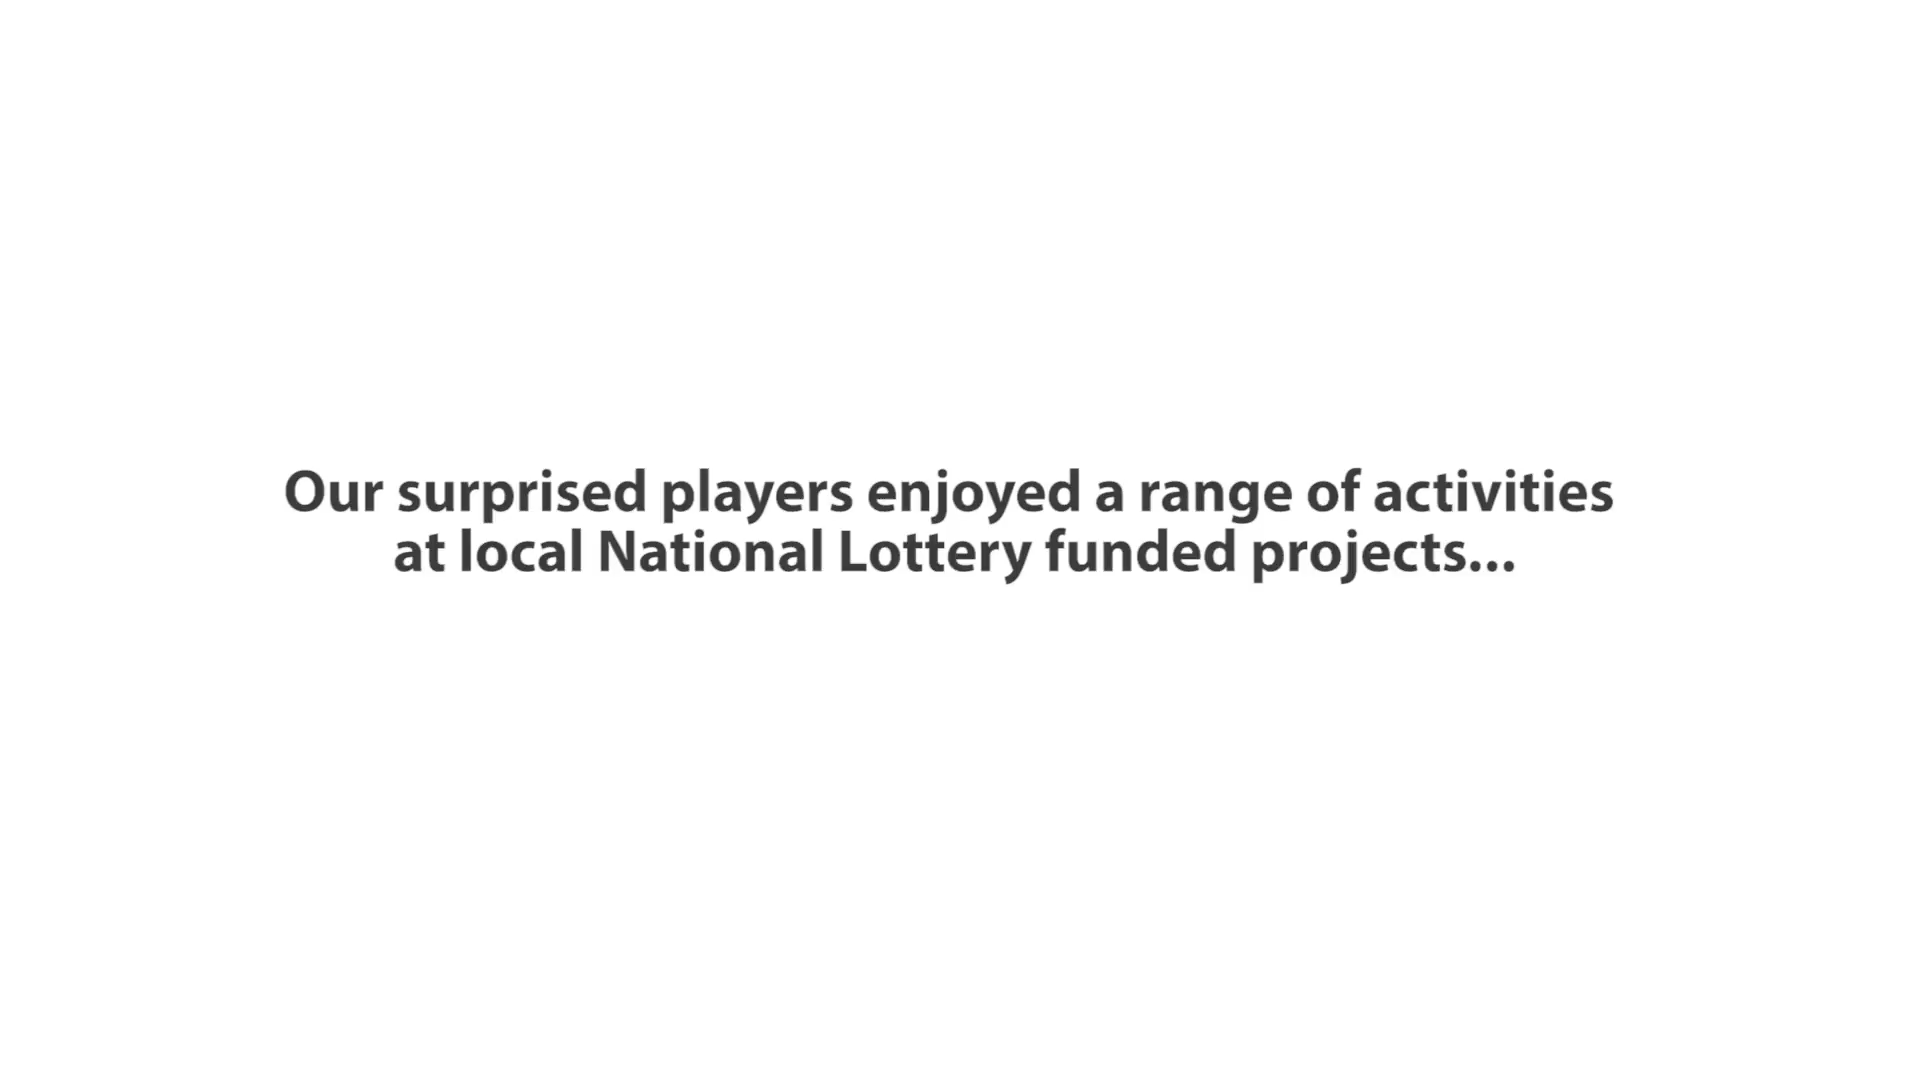 Our surprised players enjoyed a range of activities
at local National Lottery funded projects...